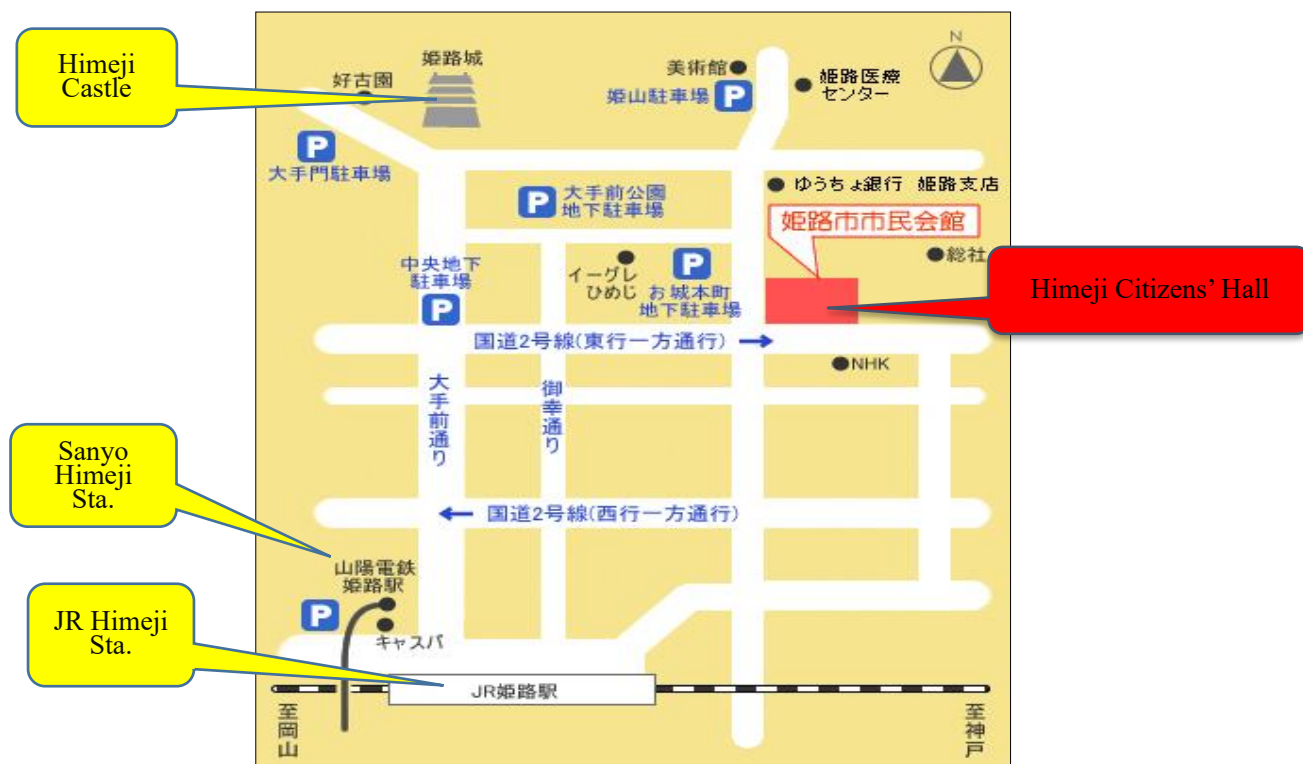 Himeji
Castle
姫路城
好古園
美術館
姫山駐車場
P
姫路医療
センター
N
P
大手門駐車場
P
大手前公園
地下駐車場
ゆうちょ銀行 姫路支店
姫路市市民会館
総社
中央地下
駐車場
P
イーグレ
ひめじ
P
お城本町
地下駐車場
Himeji Citizens’ Hall
国道2号線(東行一方通行)
NHK
大手前通り
御幸通り
Sanyo
Himeji
Sta.
国道2号線(西行一方通行)
山陽電鉄
姫路駅
P
キャスパ
JR Himeji
Sta.
JR姫路駅
至岡山
至神戸